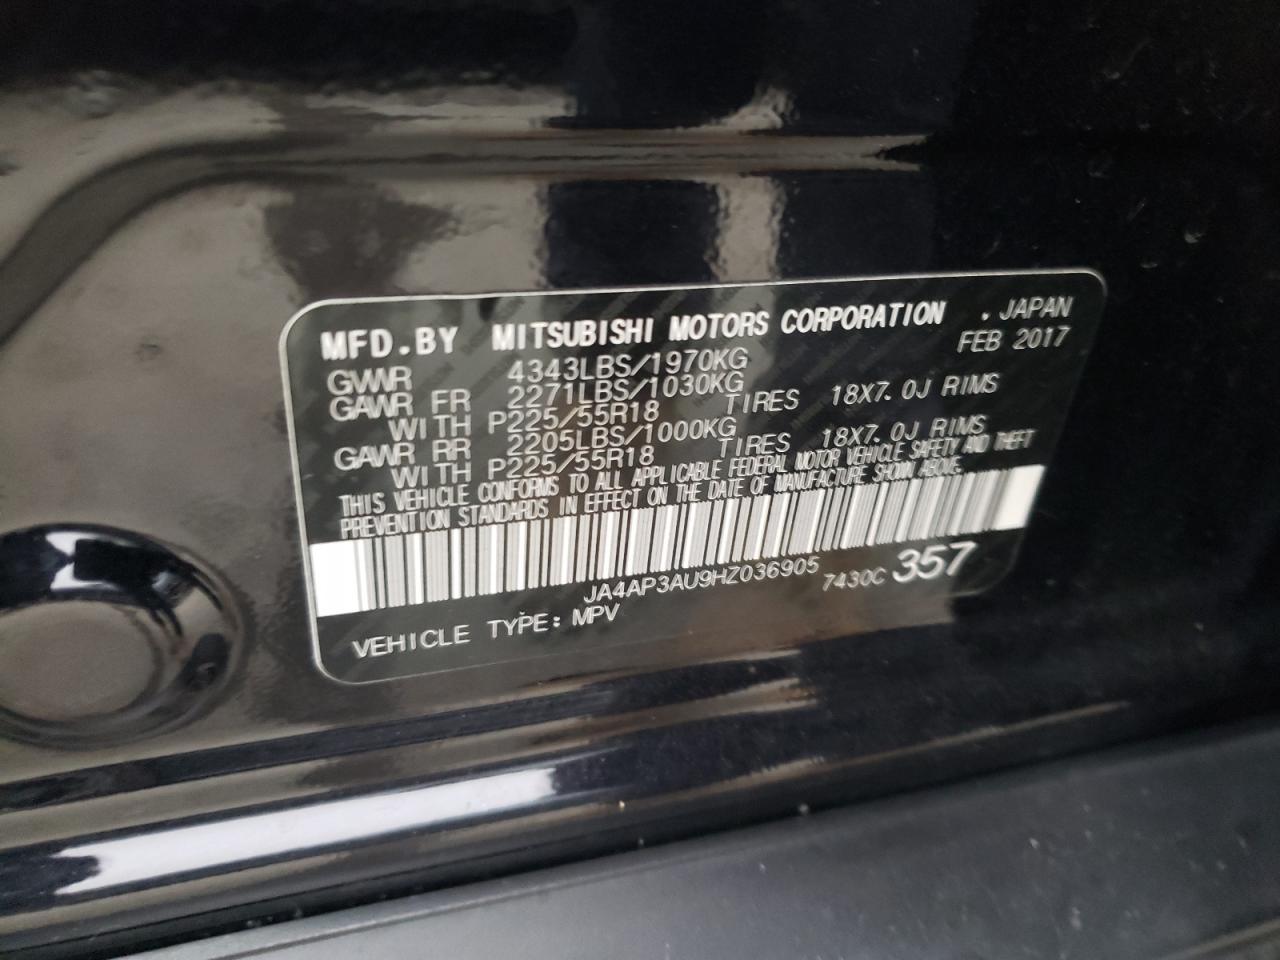 MFD.BY MITSUBISHI MOTORS CORPORATION .JAPAN
FEB 2017
GVWR 4343LBS/1970KG
GAWR FR 2271LBS/1030KG
WITH P225/55R18 TIRES 18X7.0J RIMS
GAWR RR 2205LBS/1000KG
WITH P225/55R18 TIRES 18X7.0J RIMS
THIS VEHICLE CONFORMS TO ALL APPLICABLE FEDERAL MOTOR VEHICLE SAFETY AND THEFT
PREVENTION STANDARDS IN EFFECT ON THE DATE OF MANUFACTURE SHOWN ABOVE.
JA4AP3AU9HZ036905 7430C 357
VEHICLE TYPE: MPV